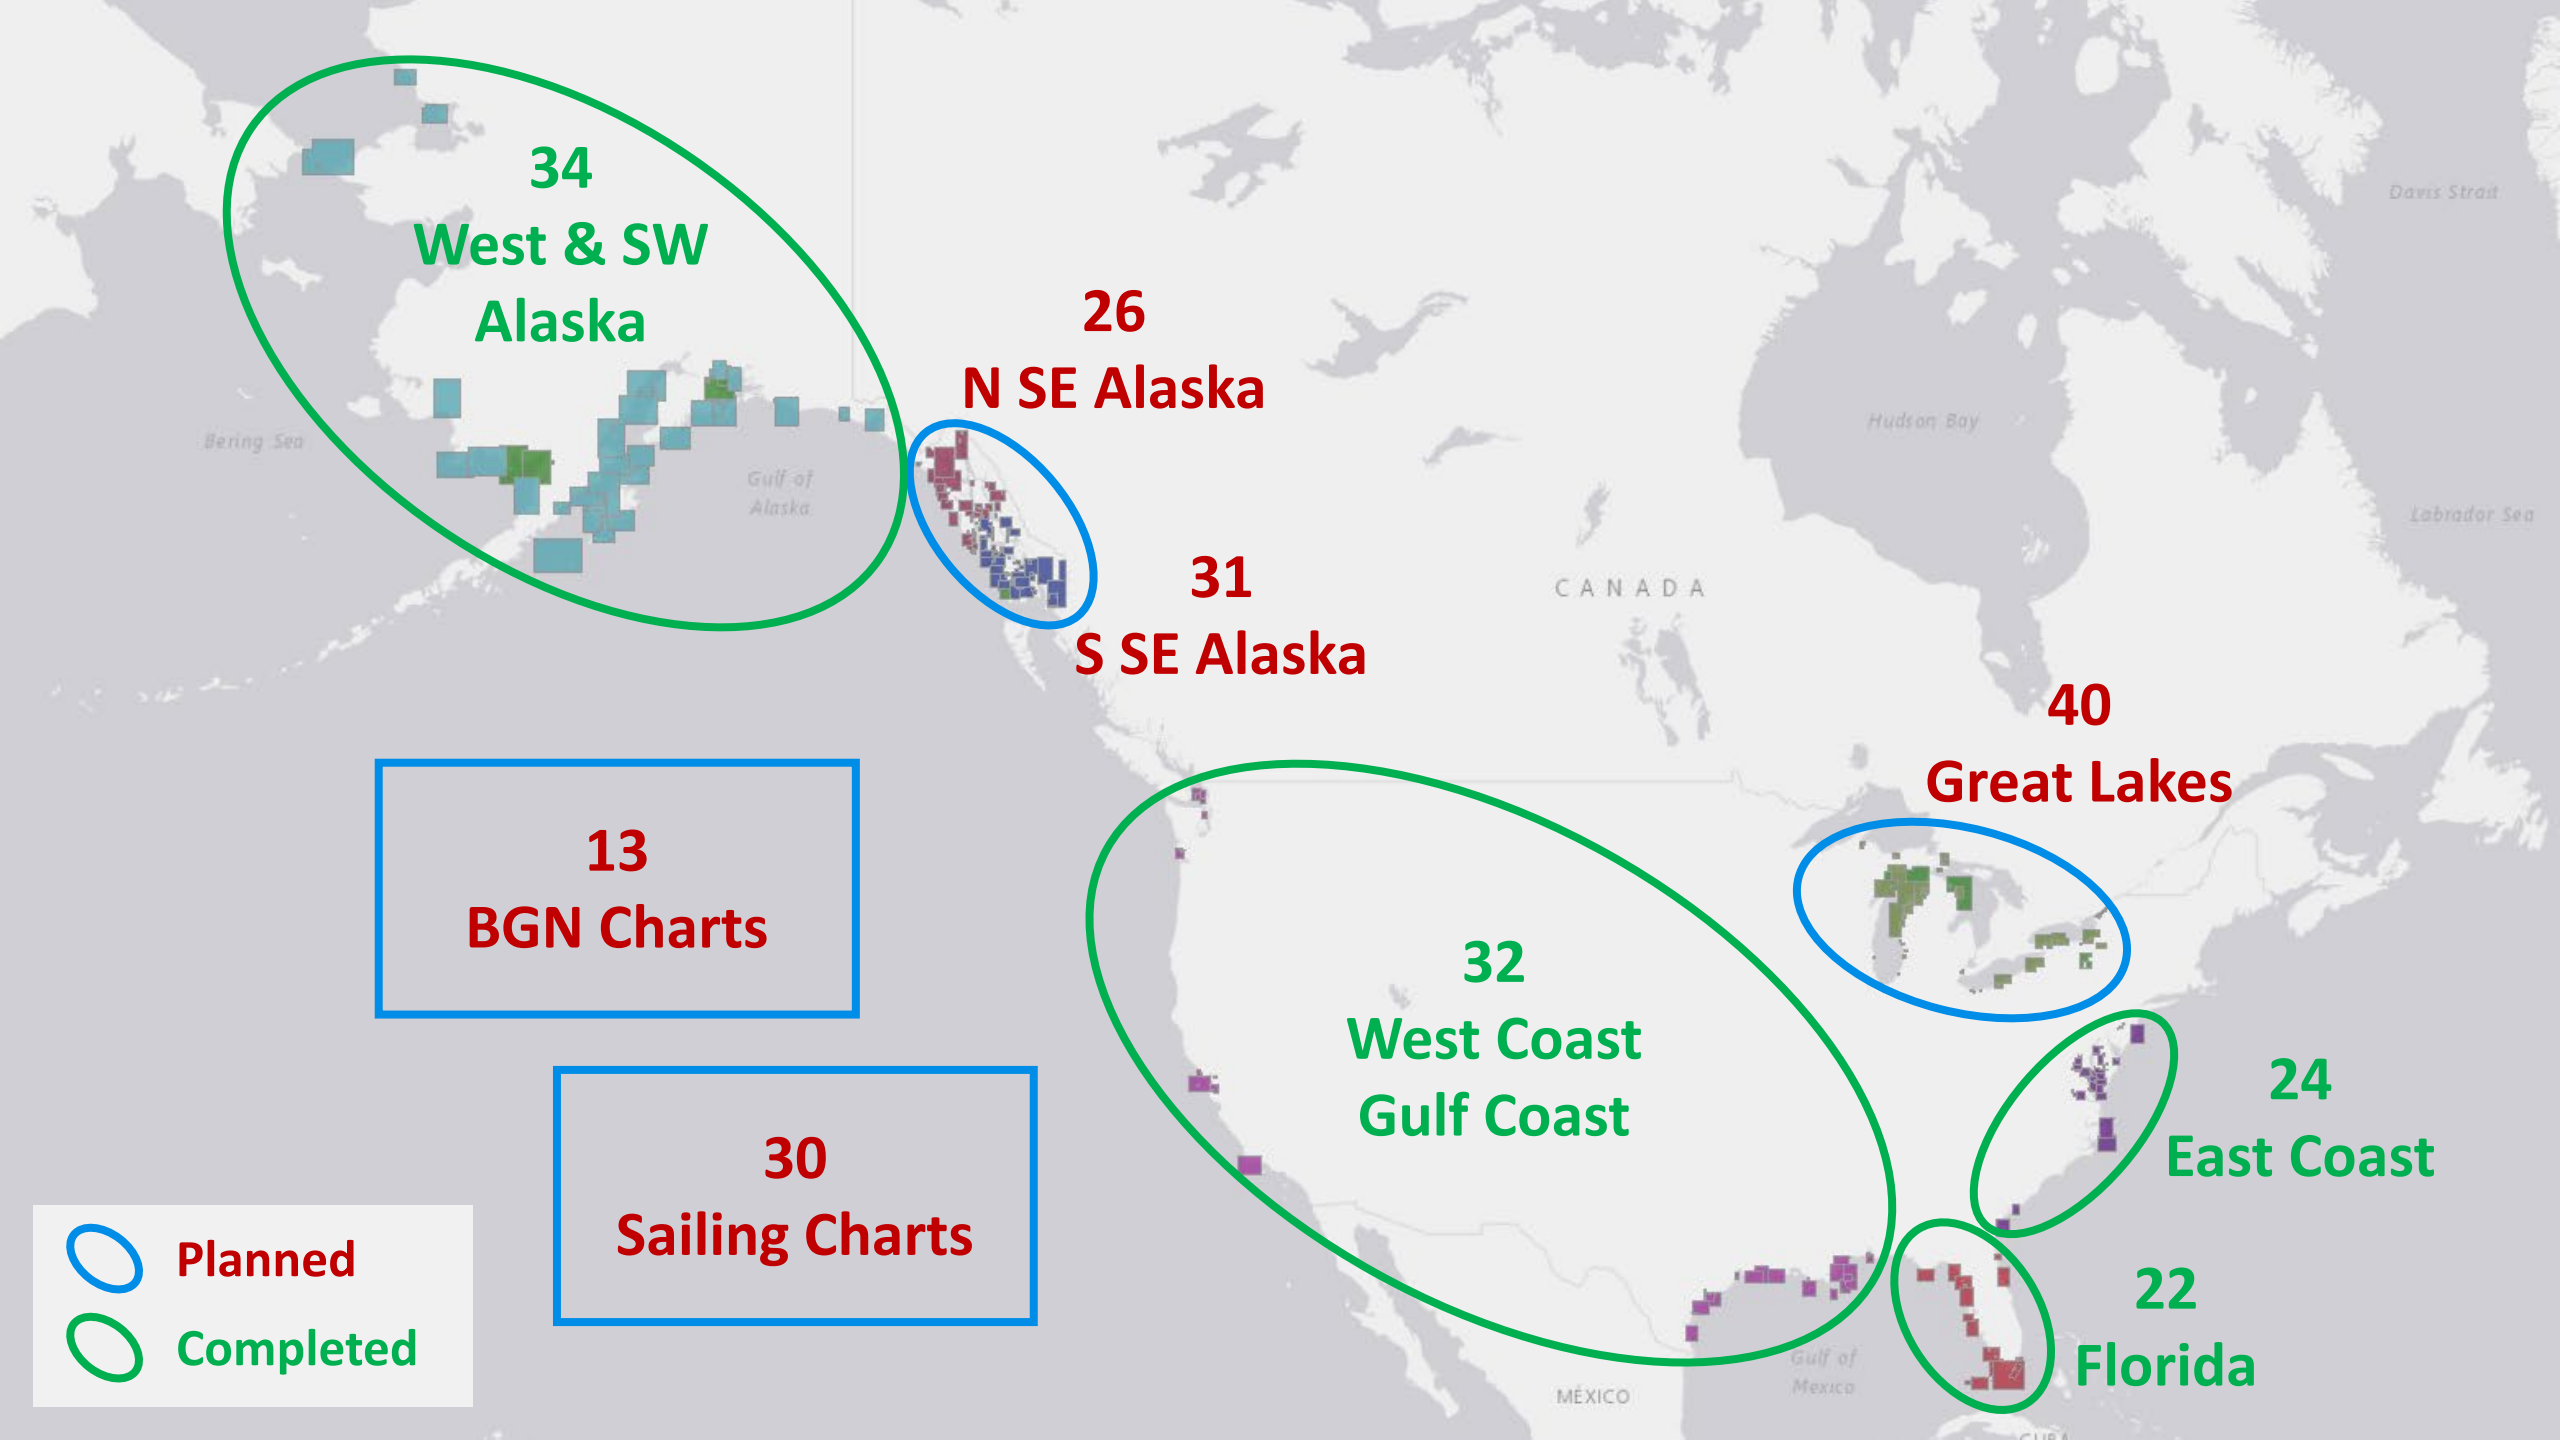 34
West & SW
Alaska
26
N SE Alaska
31
S SE Alaska
40
Great Lakes
13
BGN Charts
30
Sailing Charts
32
West Coast
Gulf Coast
24
East Coast
22
Florida
Planned
Completed
Bering Sea
Gulf of
Alaska
CANADA
Hudson Bay
Davis Strait
Labrador Sea
MÉXICO
Gulf of
Mexico
CUBA